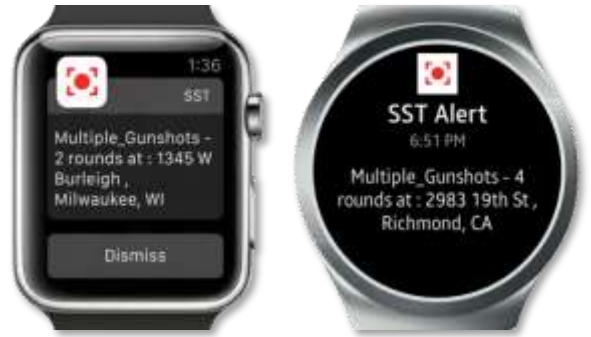 1:36
SST
Multiple_Gunshots -
2 rounds at : 1345 W
Burleigh ,
Milwaukee, WI
Dismiss
SST Alert
6:51 PM
Multiple_Gunshots - 4
rounds at : 2983 19th St ,
Richmond, CA